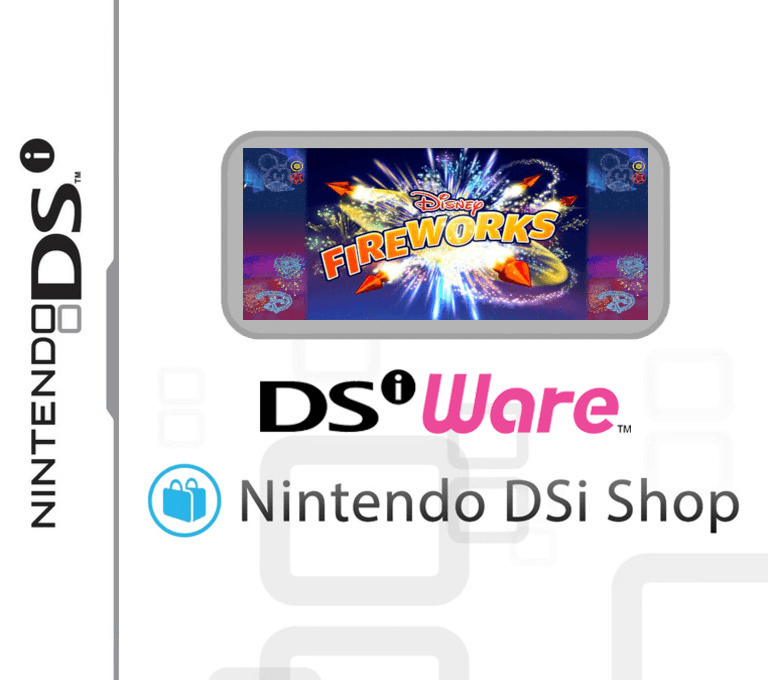 NINTENDO DSi™
Disney
FIREWORKS
DSiWare™
Nintendo DSi Shop